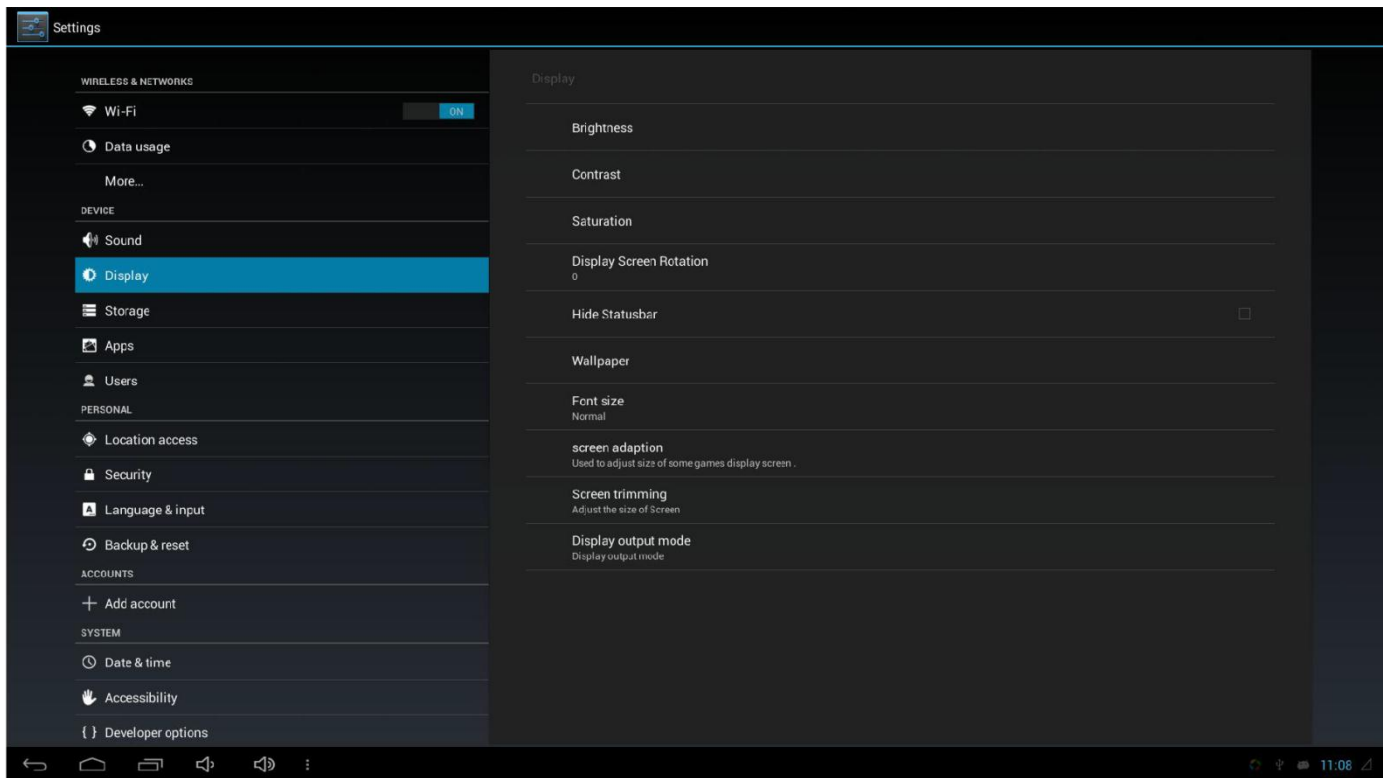 Settings
WIRELESS & NETWORKS
Wi-Fi
ON
Data usage
More...
DEVICE
Sound
Display
Storage
Apps
Users
PERSONAL
Location access
Security
Language & input
Backup & reset
ACCOUNTS
Add account
SYSTEM
Date & time
Accessibility
{ } Developer options
Display
Brightness
Contrast
Saturation
Display Screen Rotation
0
Hide Statusbar
Wallpaper
Font size
Normal
screen adaption
Used to adjust size of some games display screen .
Screen trimming
Adjust the size of Screen
Display output mode
Display output mode
11:08